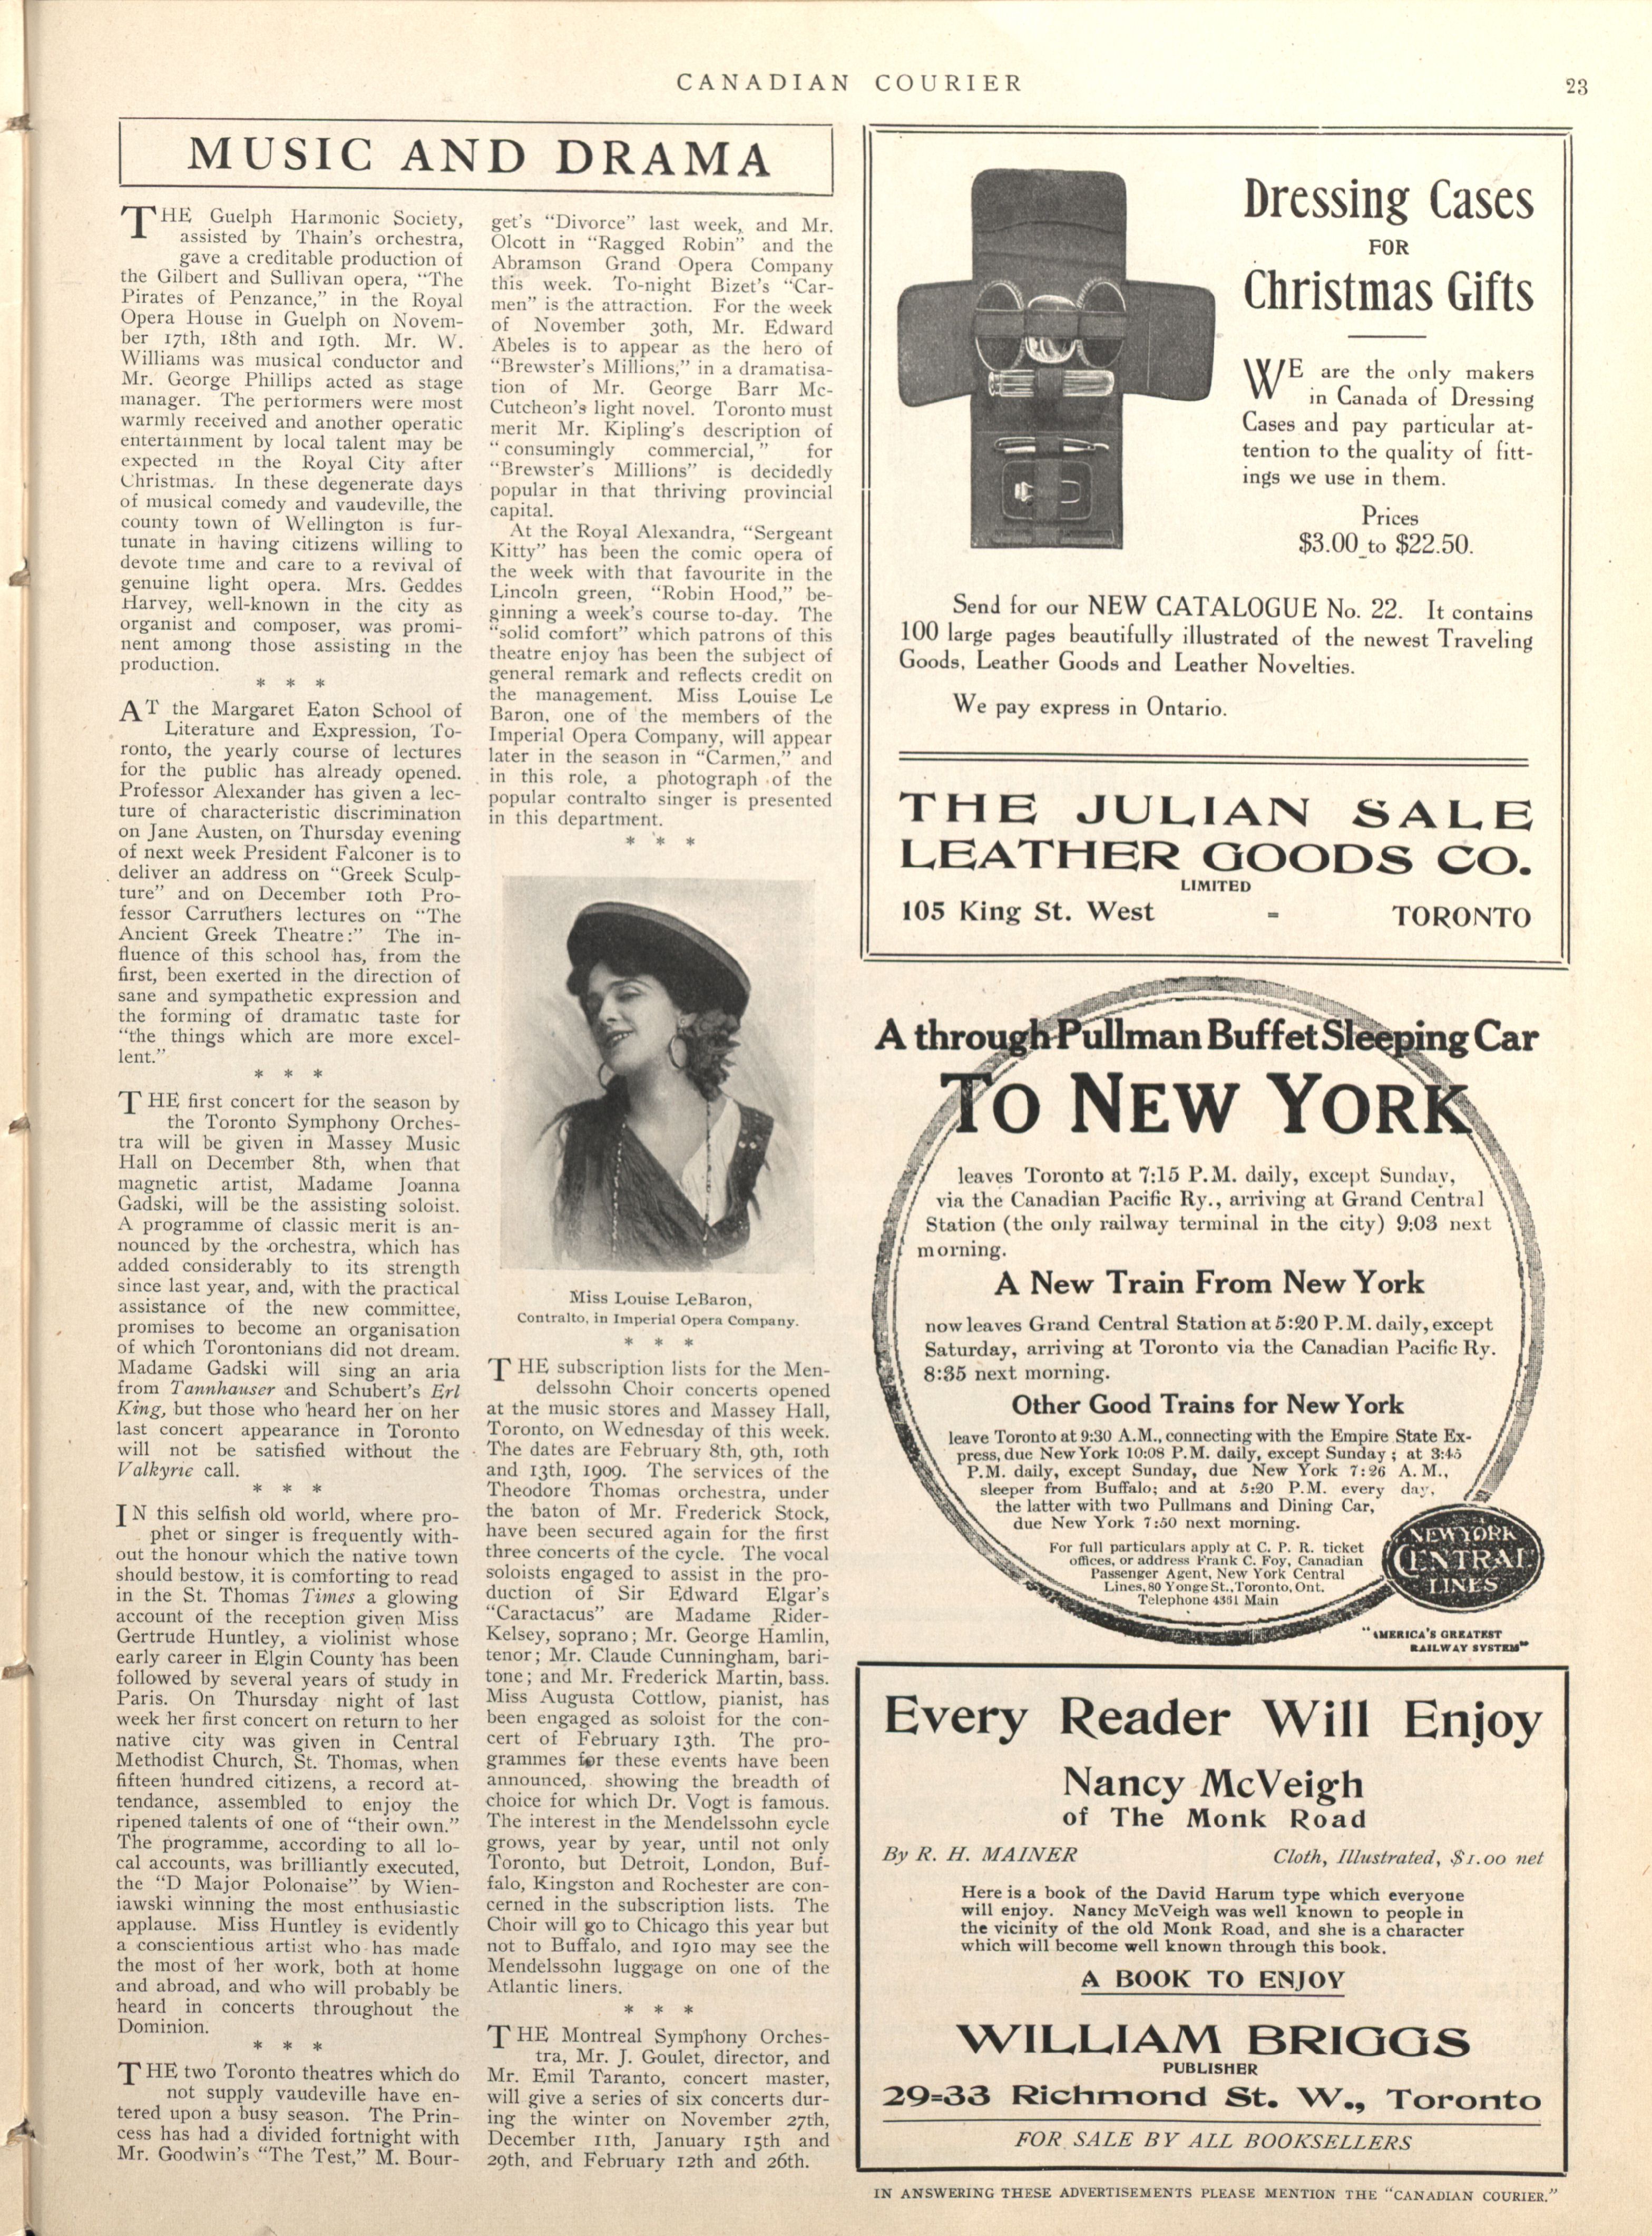 CANADIAN COURIER
23
MUSIC AND DRAMA
THE Guelph Harmonic Society,
assisted by Thain's orchestra,
gave a creditable production of
the Gilbert and Sullivan opera, "The
Pirates of Penzance," in the Royal
Opera House in Guelph on Novem-
ber 17th, 18th and 19th. Mr. W.
Williams was musical conductor and
Mr. George Phillips acted as stage
manager. The performers were most
warmly received and another operatic
entertainment by local talent may be
expected in the Royal City after
Christmas. In these degenerate days
of musical comedy and vaudeville, the
county town of Wellington is fur-
tunate in having citizens willing to
devote time and care to a revival of
genuine light opera. Mrs. Geddes
Harvey, well-known in the city as
organist and composer, was promi-
nent among those assisting in the
production.
* * *
AT the Margaret Eaton School of
Literature and Expression, To-
ronto, the yearly course of lectures
for the public has already opened.
Professor Alexander has given a lec-
ture of characteristic discrimination
on Jane Austen, on Thursday evening
of next week President Falconer is to
deliver an address on "Greek Sculp-
ture" and on December 10th Pro-
fessor Carruthers lectures on "The
Ancient Greek Theatre:" The in-
fluence of this school has, from the
first, been exerted in the direction of
sane and sympathetic expression and
the forming of dramatic taste for
"the things which are more excel-
lent."
* * *
THE first concert for the season by
the Toronto Symphony Orches-
tra will be given in Massey Music
Hall on December 8th, when that
magnetic artist, Madame Joanna
Gadski, will be the assisting soloist.
A programme of classic merit is an-
nounced by the orchestra, which has
added considerably to its strength
since last year, and, with the practical
assistance of the new committee,
promises to become an organisation
of which Torontonians did not dream.
Madame Gadski will sing an aria
from Tannhauser and Schubert's Erl
King, but those who heard her on her
last concert appearance in Toronto
will not be satisfied without the
Valkyrie call.
* * *
IN this selfish old world, where pro-
phet or singer is frequently with-
out the honour which the native town
should bestow, it is comforting to read
in the St. Thomas Times a glowing
account of the reception given Miss
Gertrude Huntley, a violinist whose
early career in Elgin County has been
followed by several years of study in
Paris. On Thursday night of last
week her first concert on return to her
native city was given in Central
Methodist Church, St. Thomas, when
fifteen hundred citizens, a record at-
tendance, assembled to enjoy the
ripened talents of one of "their own."
The programme, according to all lo-
cal accounts, was brilliantly executed,
the "D Major Polonaise" by Wien-
iawski winning the most enthusiastic
applause. Miss Huntley is evidently
a conscientious artist who has made
the most of her work, both at home
and abroad, and who will probably be
heard in concerts throughout the
Dominion.
* * *
THE two Toronto theatres which do
not supply vaudeville have en-
tered upon a busy season. The Prin-
cess has had a divided fortnight with
Mr. Goodwin's "The Test," M. Bour-
get's "Divorce" last week, and Mr.
Olcott in "Ragged Robin" and the
Abramson Grand Opera Company
this week. To-night Bizet's "Car-
men" is the attraction. For the week
of November 30th, Mr. Edward
Abeles is to appear as the hero of
"Brewster's Millions," in a dramatisa-
tion of Mr. George Barr Mc-
Cutcheon's light novel. Toronto must
merit Mr. Kipling's description of
"consumingly commercial," for
"Brewster's Millions" is decidedly
popular in that thriving provincial
capital.
At the Royal Alexandra, "Sergeant
Kitty" has been the comic opera of
the week with that favourite in the
Lincoln green, "Robin Hood," be-
ginning a week's course to-day. The
"solid comfort" which patrons of this
theatre enjoy has been the subject of
general remark and reflects credit on
the management. Miss Louise Le
Baron, one of the members of the
Imperial Opera Company, will appear
later in the season in "Carmen," and
in this role, a photograph of the
popular contralto singer is presented
in this department.
* * *
Miss Louise LeBaron,
Contralto, in Imperial Opera Company.
* * *
THE subscription lists for the Men-
delssohn Choir concerts opened
at the music stores and Massey Hall,
Toronto, on Wednesday of this week.
The dates are February 8th, 9th, 10th
and 13th, 1909. The services of the
Theodore Thomas orchestra, under
the baton of Mr. Frederick Stock,
have been secured again for the first
three concerts of the cycle. The vocal
soloists engaged to assist in the pro-
duction of Sir Edward Elgar's
"Caractacus" are Madame Rider-
Kelsey, soprano; Mr. George Hamlin,
tenor; Mr. Claude Cunningham, bari-
tone; and Mr. Frederick Martin, bass.
Miss Augusta Cottlow, pianist, has
been engaged as soloist for the con-
cert of February 13th. The pro-
grammes for these events have been
announced, showing the breadth of
choice for which Dr. Vogt is famous.
The interest in the Mendelssohn cycle
grows, year by year, until not only
Toronto, but Detroit, London, Buf-
falo, Kingston and Rochester are con-
cerned in the subscription lists. The
Choir will go to Chicago this year but
not to Buffalo, and 1910 may see the
Mendelssohn luggage on one of the
Atlantic liners.
* * *
THE Montreal Symphony Orches-
tra, Mr. J. Goulet, director, and
Mr. Emil Taranto, concert master,
will give a series of six concerts dur-
ing the winter on November 27th,
December 11th, January 15th and
29th, and February 12th and 26th.
Dressing Cases
FOR
Christmas Gifts
WE are the only makers
in Canada of Dressing
Cases and pay particular at-
tention to the quality of fitt-
ings we use in them.
Prices
$3.00 to $22.50.
Send for our NEW CATALOGUE No. 22. It contains
100 large pages beautifully illustrated of the newest Traveling
Goods, Leather Goods and Leather Novelties.
We pay express in Ontario.
THE JULIAN SALE
LEATHER GOODS CO.
LIMITED
105 King St. West - TORONTO
A through Pullman Buffet Sleeping Car
TO NEW YORK
leaves Toronto at 7:15 P.M. daily, except Sunday,
via the Canadian Pacific Ry., arriving at Grand Central
Station (the only railway terminal in the city) 9:03 next
morning.
A New Train From New York
now leaves Grand Central Station at 5:20 P.M. daily, except
Saturday, arriving at Toronto via the Canadian Pacific Ry.
8:35 next morning.
Other Good Trains for New York
leave Toronto at 9:30 A.M., connecting with the Empire State Ex-
press, due New York 10:08 P.M. daily, except Sunday; at 3:45
P.M. daily, except Sunday, due New York 7:26 A.M.,
sleeper from Buffalo; and at 5:20 P.M. every day,
the latter with two Pullmans and Dining Car,
due New York 7:50 next morning.
For full particulars apply at C. P. R. ticket
offices, or address Frank C. Foy, Canadian
Passenger Agent, New York Central
Lines, 80 Yonge St., Toronto, Ont.
Telephone 4361 Main
NEW YORK
CENTRAL
LINES
"AMERICA'S GREATEST
RAILWAY SYSTEM"
Every Reader Will Enjoy
Nancy McVeigh
of The Monk Road
By R. H. MAINER Cloth, Illustrated, $1.00 net
Here is a book of the David Harum type which everyone
will enjoy. Nancy McVeigh was well known to people in
the vicinity of the old Monk Road, and she is a character
which will become well known through this book.
A BOOK TO ENJOY
WILLIAM BRIGGS
PUBLISHER
29=33 Richmond St. W., Toronto
FOR SALE BY ALL BOOKSELLERS
IN ANSWERING THESE ADVERTISEMENTS PLEASE MENTION THE "CANADIAN COURIER."